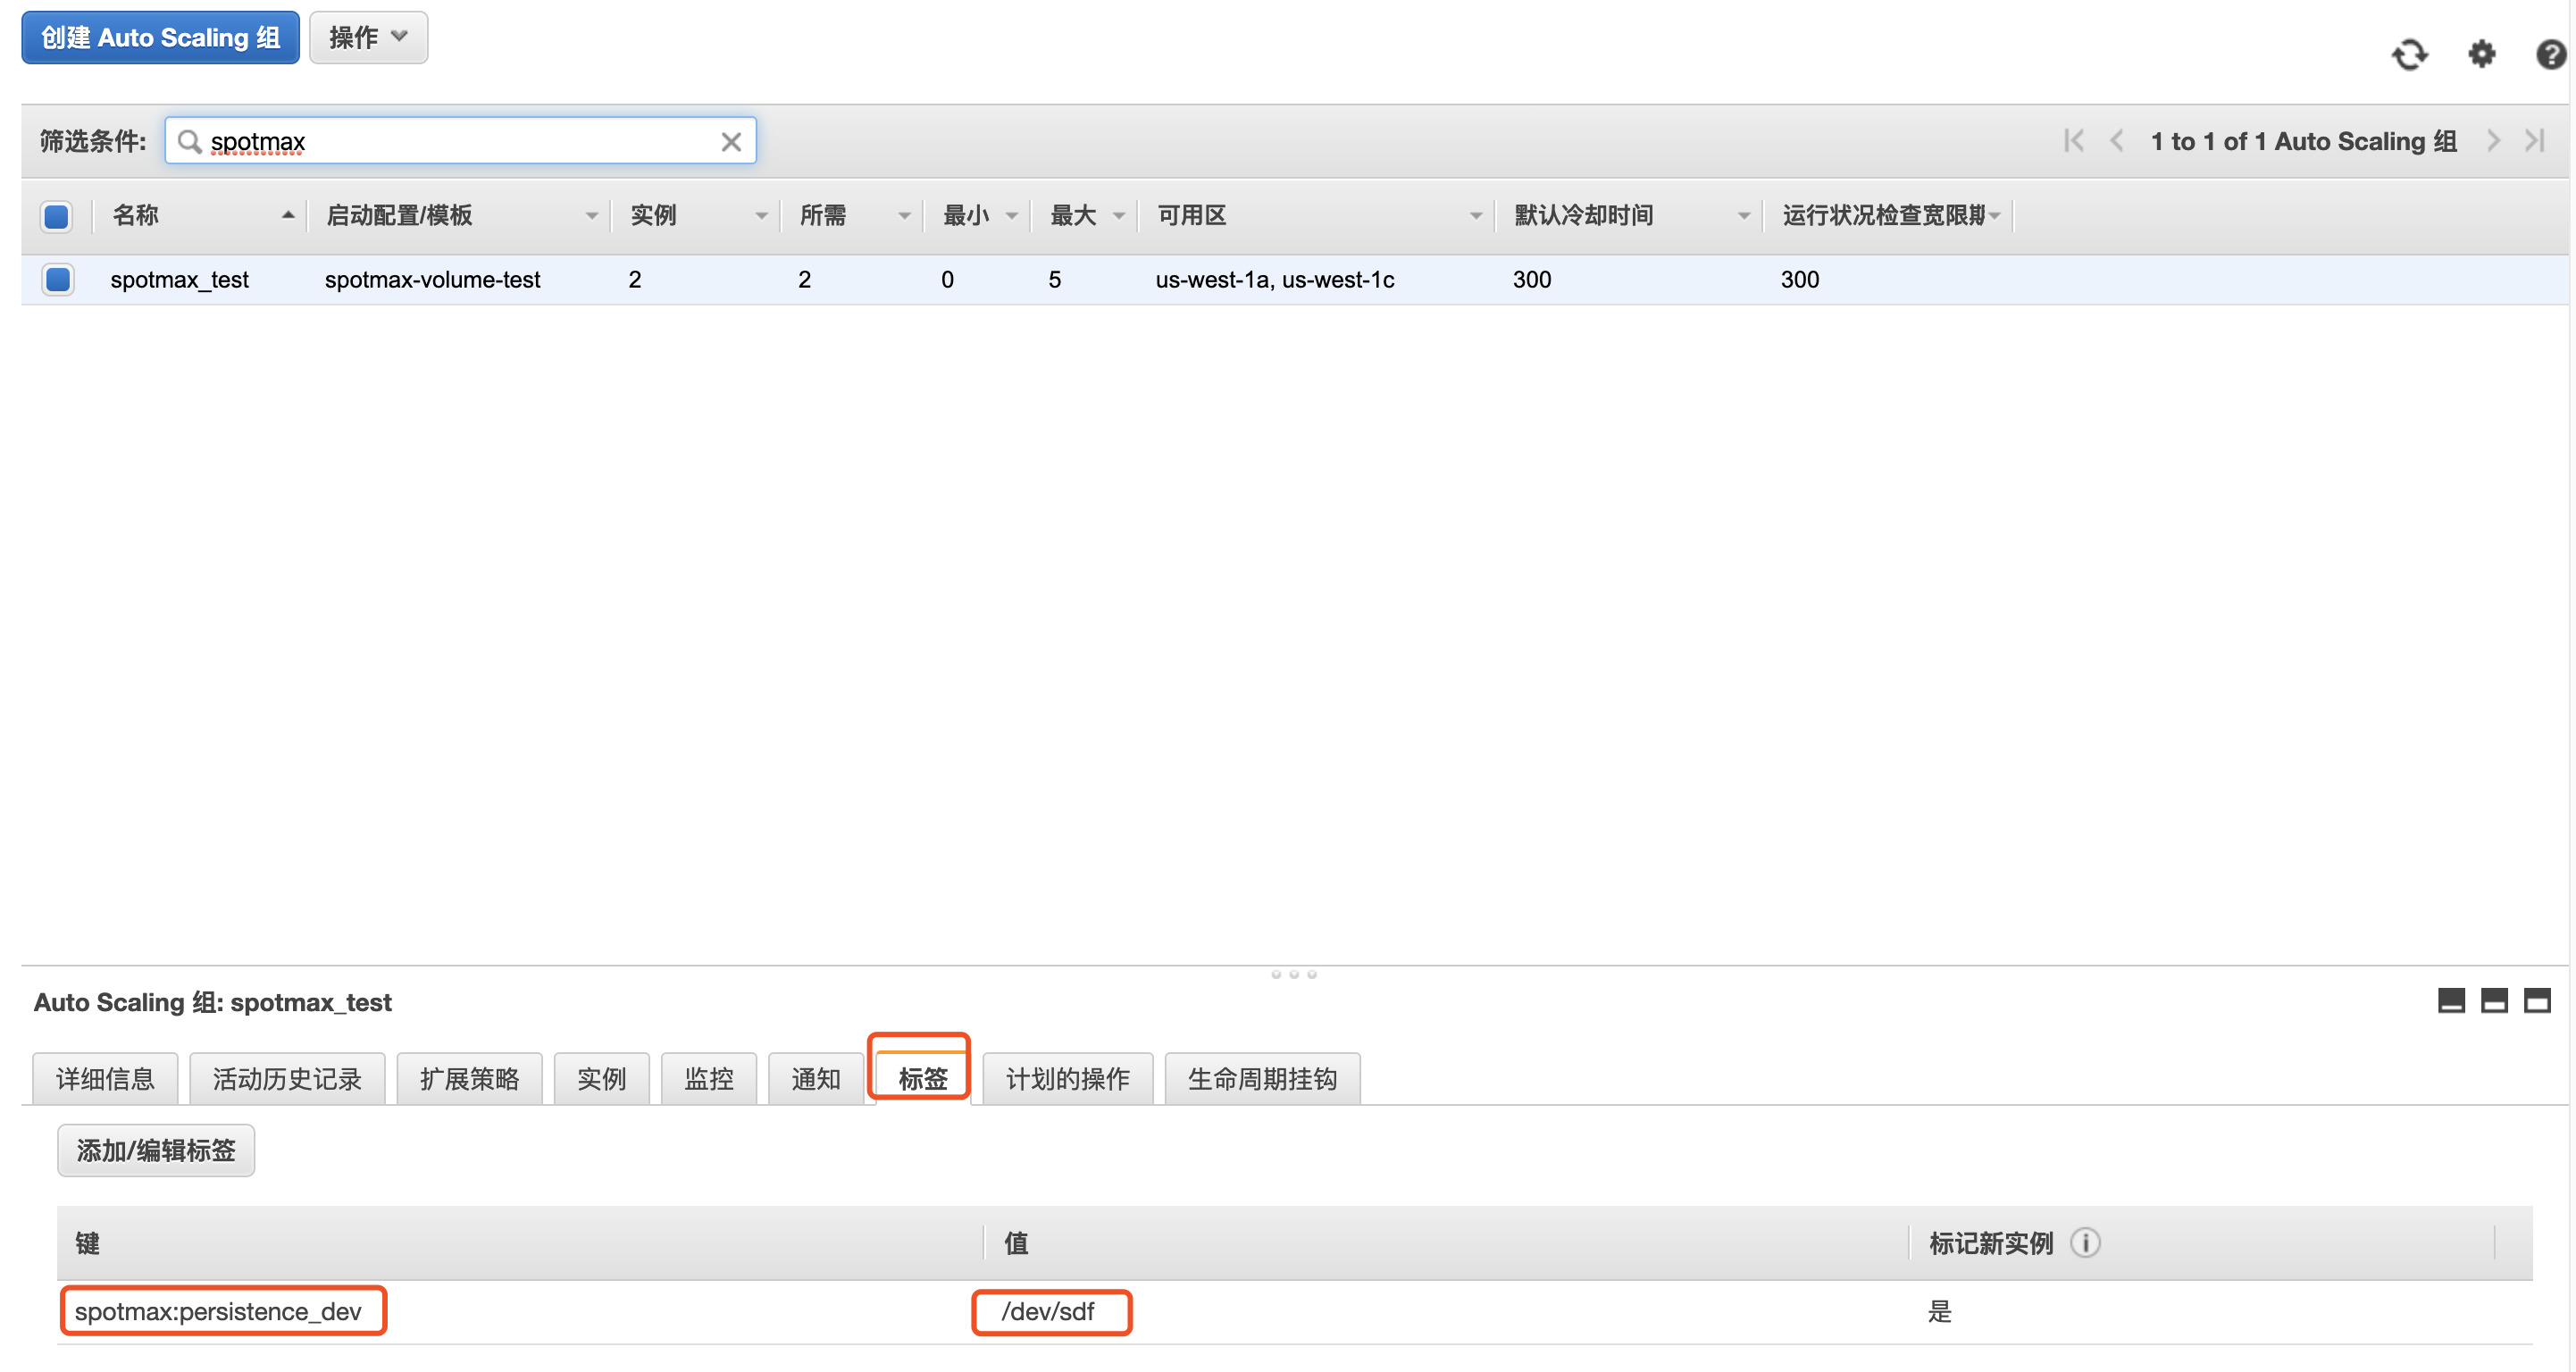 创建 Auto Scaling 组 操作
筛选条件: spotmax 1 to 1 of 1 Auto Scaling 组
名称 启动配置/模板 实例 所需 最小 最大 可用区 默认冷却时间 运行状况检查宽限期
spotmax_test spotmax-volume-test 2 2 0 5 us-west-1a, us-west-1c 300 300
Auto Scaling 组: spotmax_test
详细信息 活动历史记录 扩展策略 实例 监控 通知 标签 计划的操作 生命周期挂钩
添加/编辑标签
键 值 标记新实例
spotmax:persistence_dev /dev/sdf 是